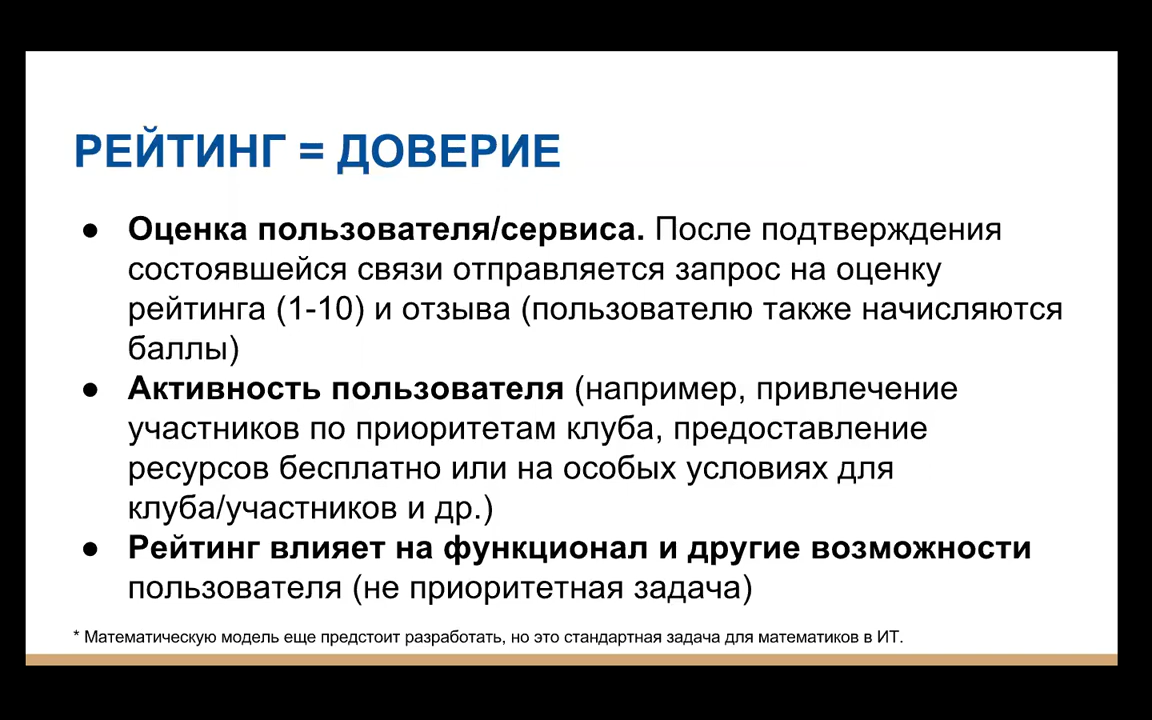 РЕЙТИНГ = ДОВЕРИЕ
● Оценка пользователя/сервиса. После подтверждения
состоявшейся связи отправляется запрос на оценку
рейтинга (1-10) и отзыва (пользователю также начисляются
баллы)
● Активность пользователя (например, привлечение
участников по приоритетам клуба, предоставление
ресурсов бесплатно или на особых условиях для
клуба/участников и др.)
● Рейтинг влияет на функционал и другие возможности
пользователя (не приоритетная задача)
* Математическую модель еще предстоит разработать, но это стандартная задача для математиков в ИТ.